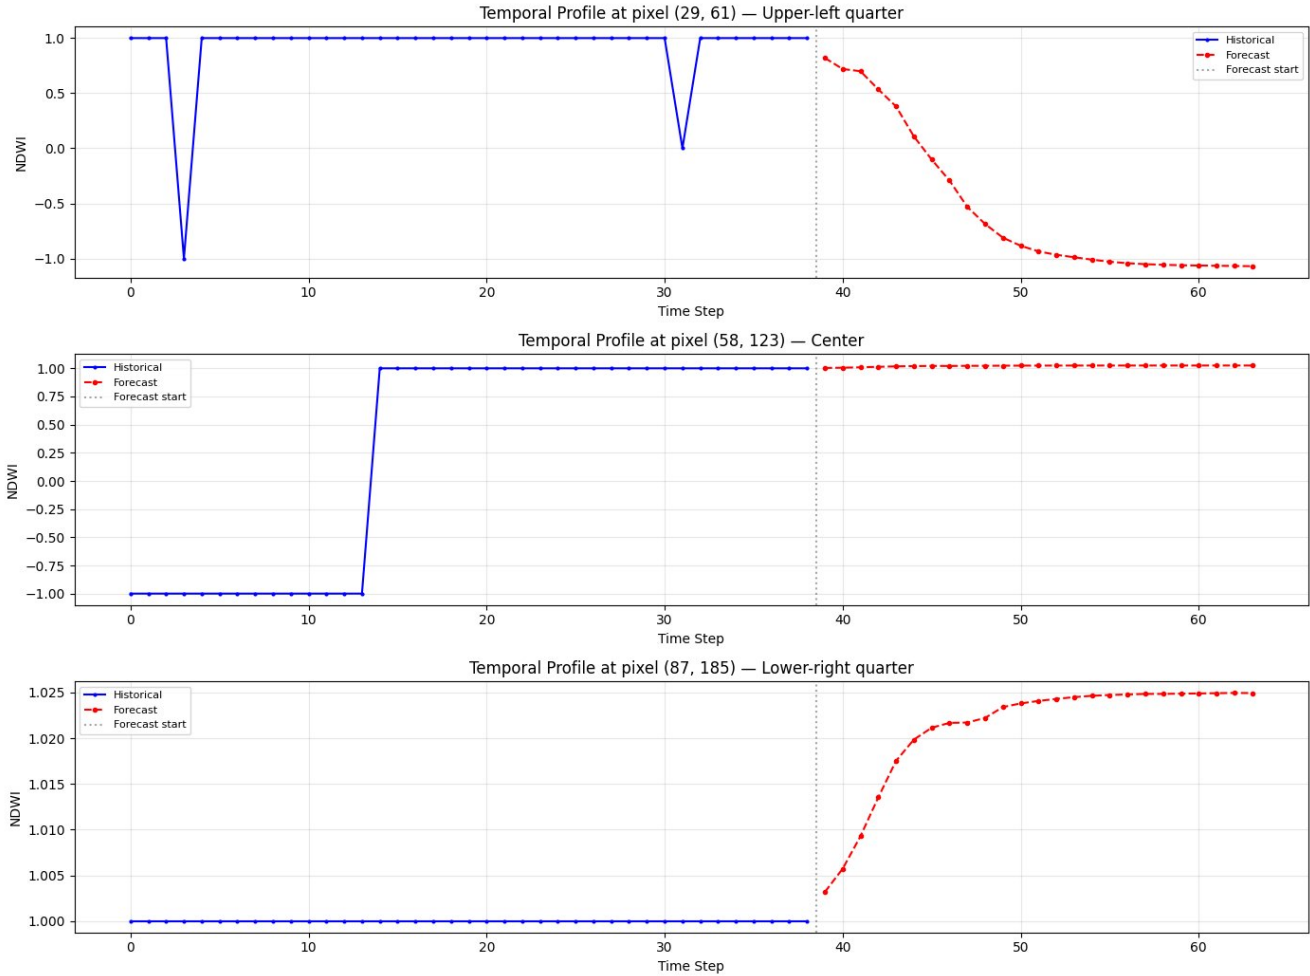 Temporal Profile at pixel (29, 61) — Upper-left quarter
1.0
0.5
0.0
−0.5
−1.0
NDWI
Historical
Forecast
Forecast start
0
10
20
30
40
50
60
Time Step
Temporal Profile at pixel (58, 123) — Center
1.00
0.75
0.50
0.25
0.00
−0.25
−0.50
−0.75
−1.00
NDWI
Historical
Forecast
Forecast start
0
10
20
30
40
50
60
Time Step
Temporal Profile at pixel (87, 185) — Lower-right quarter
1.025
1.020
1.015
1.010
1.005
1.000
NDWI
Historical
Forecast
Forecast start
0
10
20
30
40
50
60
Time Step